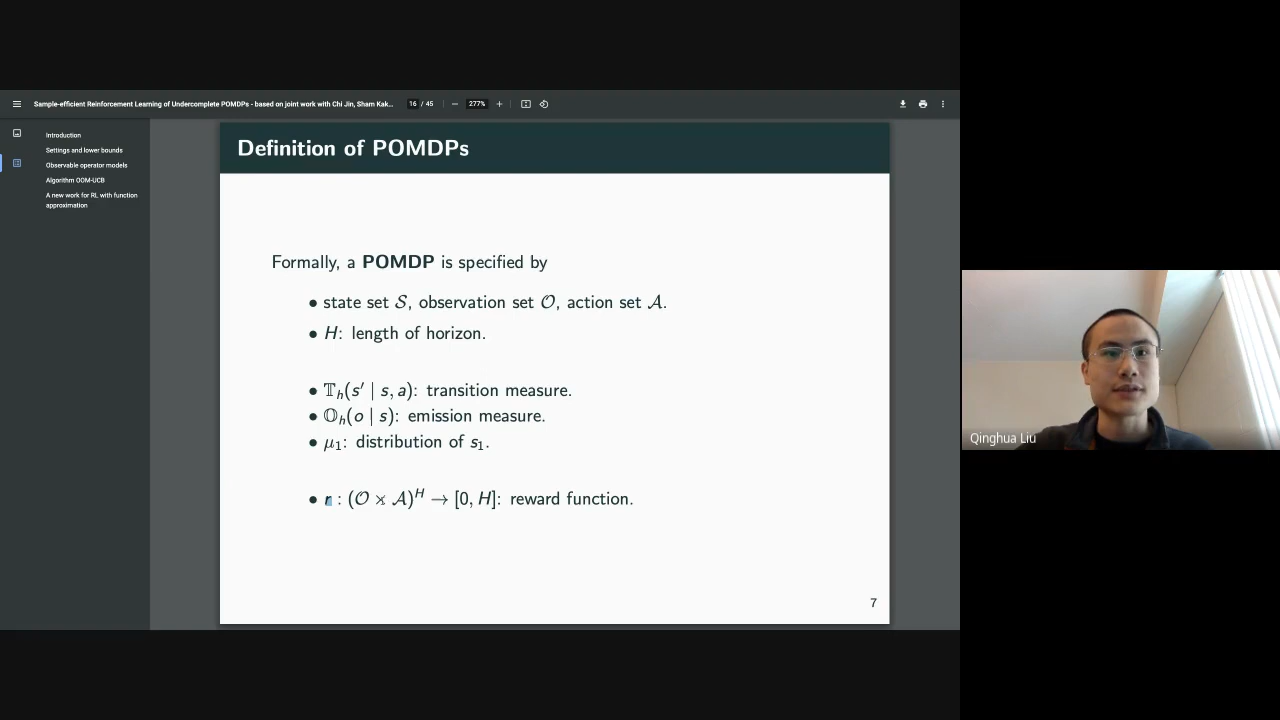 Sample-efficient Reinforcement Learning of Undercomplete POMDPs - based on joint work with Chi Jin, Sham Kak...
16 / 45
277%
Introduction
Settings and lower bounds
Observable operator models
Algorithm OOM-UCB
A new work for RL with function
approximation
Definition of POMDPs
Formally, a POMDP is specified by
• state set 𝒮, observation set 𝒪, action set 𝒜.
• H: length of horizon.
• 𝕋ₕ(s′ | s, a): transition measure.
• 𝕆ₕ(o | s): emission measure.
• μ₁: distribution of s₁.
• r : (𝒪 × 𝒜)ᴴ → [0, H]: reward function.
7
Qinghua Liu